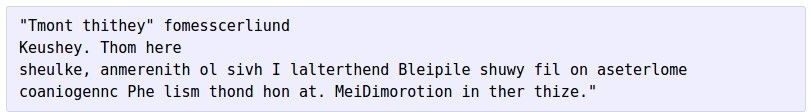 "Tmont thithey" fomesscerliund
Keushey. Thom here
sheulke, anmerenith ol sivh I lalterthend Bleipile shuwy fil on aseterlome
coaniogennc Phe lism thond hon at. MeiDimorotion in ther thize."